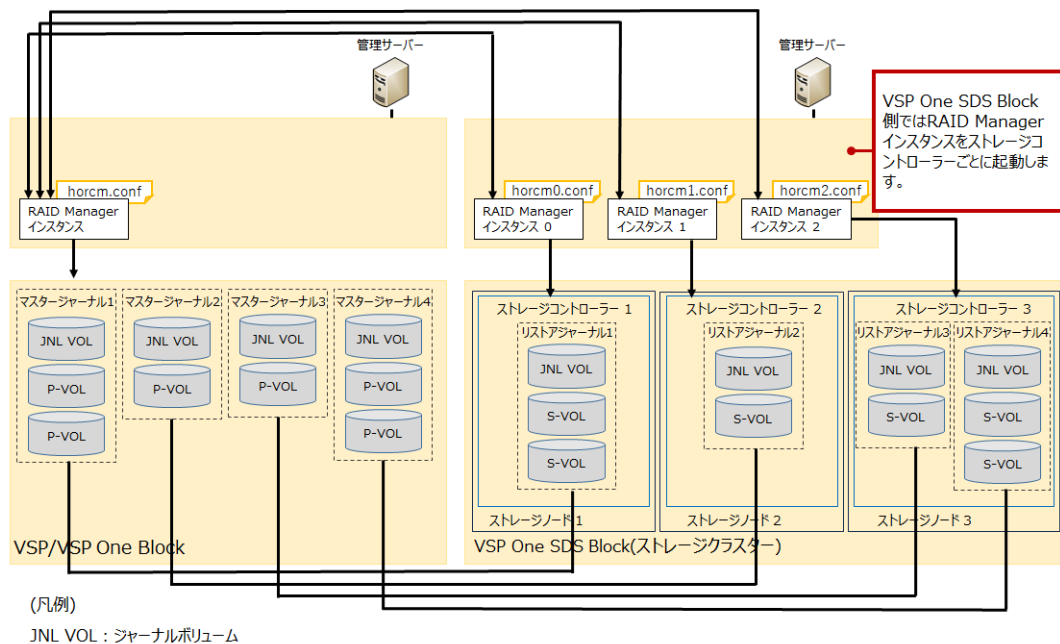 管理サーバー
管理サーバー
VSP One SDS Block
側ではRAID Manager
インスタンスをストレージコ
ントローラーごとに起動しま
す。
horcm.conf
RAID Manager
インスタンス
horcm0.conf
RAID Manager
インスタンス 0
horcm1.conf
RAID Manager
インスタンス 1
horcm2.conf
RAID Manager
インスタンス 2
マスタージャーナル1
JNL VOL
P-VOL
P-VOL
マスタージャーナル2
JNL VOL
P-VOL
マスタージャーナル3
JNL VOL
P-VOL
マスタージャーナル4
JNL VOL
P-VOL
P-VOL
VSP/VSP One Block
ストレージコントローラー 1
リストアジャーナル1
JNL VOL
S-VOL
S-VOL
ストレージノード 1
ストレージコントローラー 2
リストアジャーナル2
JNL VOL
S-VOL
ストレージノード 2
ストレージコントローラー 3
リストアジャーナル3
JNL VOL
S-VOL
リストアジャーナル4
JNL VOL
S-VOL
S-VOL
ストレージノード 3
VSP One SDS Block(ストレージクラスター)
(凡例)
JNL VOL：ジャーナルボリューム